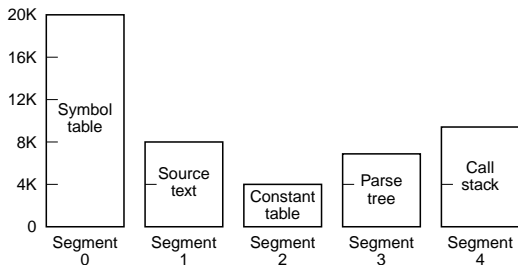 20K
16K
12K
8K
4K
0
Symbol
table
Source
text
Constant
table
Parse
tree
Call
stack
Segment
0
Segment
1
Segment
2
Segment
3
Segment
4